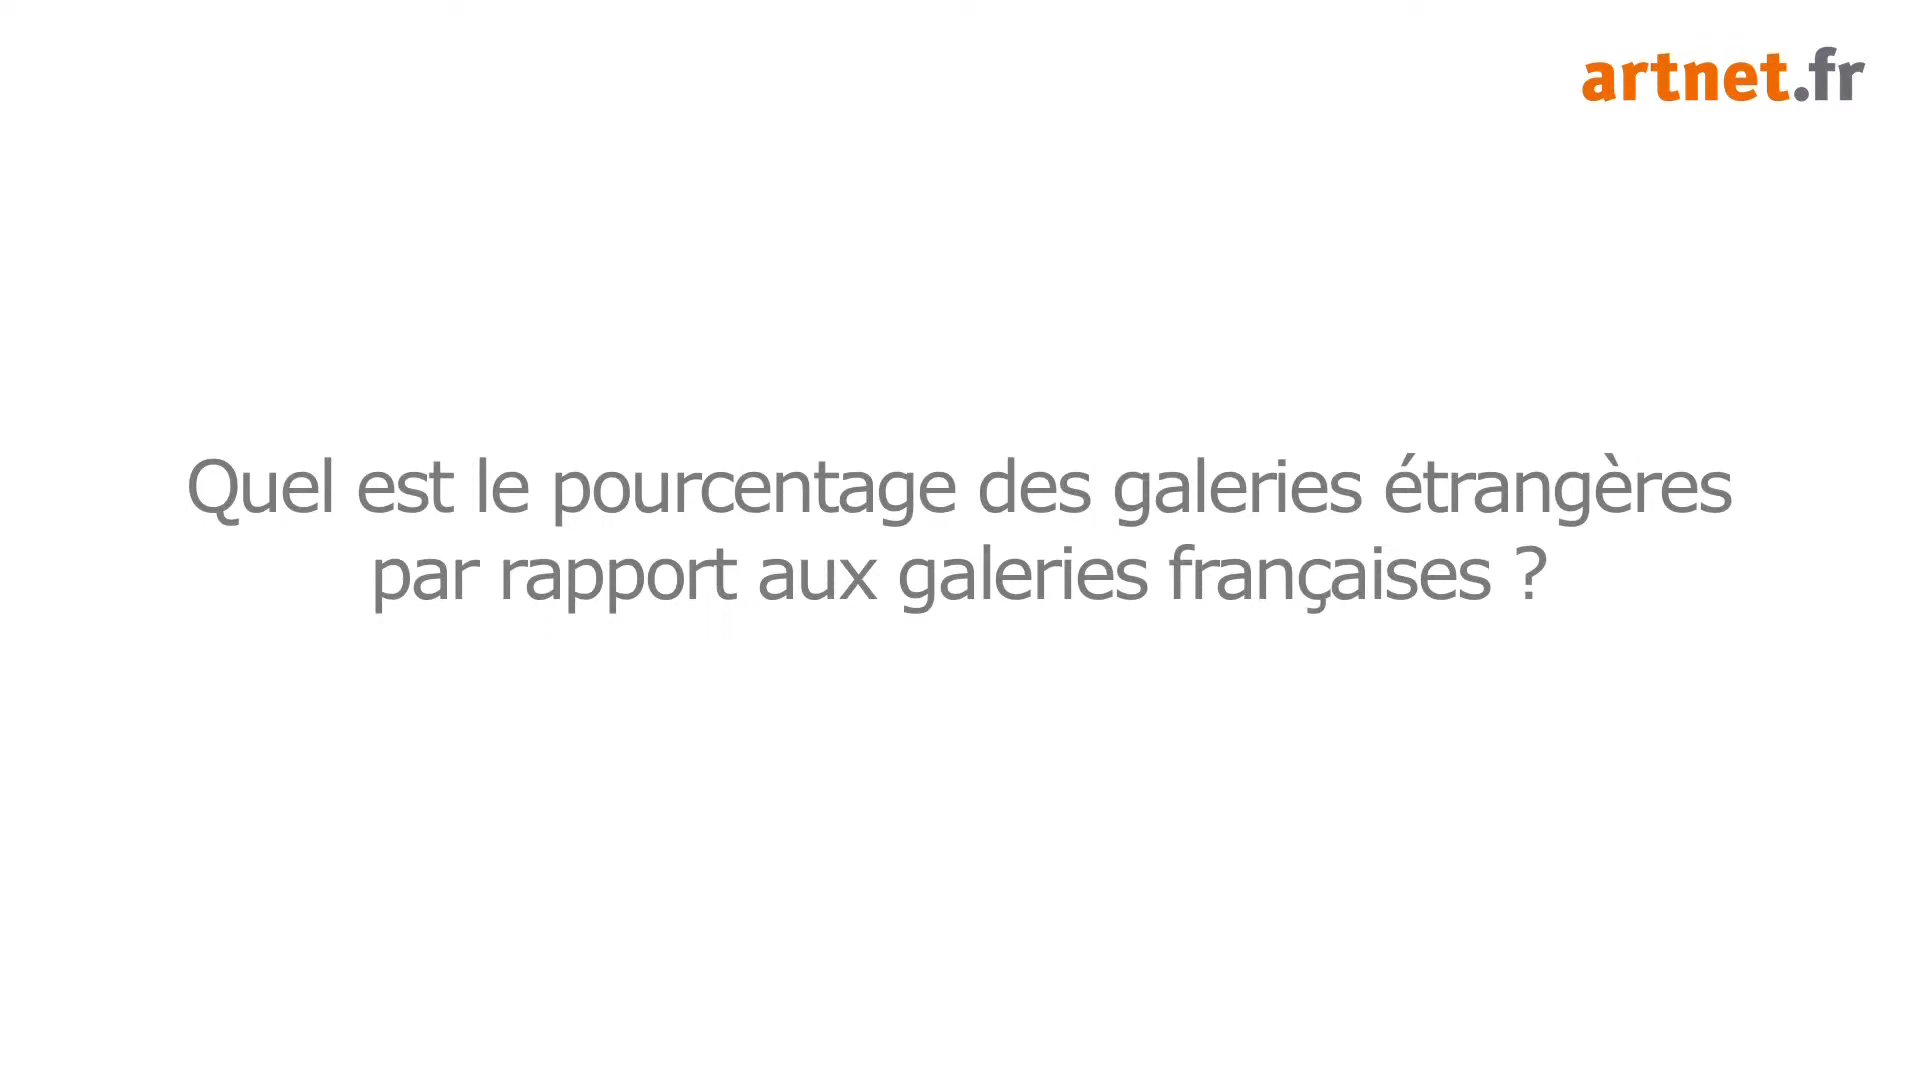 artnet.fr
Quel est le pourcentage des galeries étrangères
par rapport aux galeries françaises ?